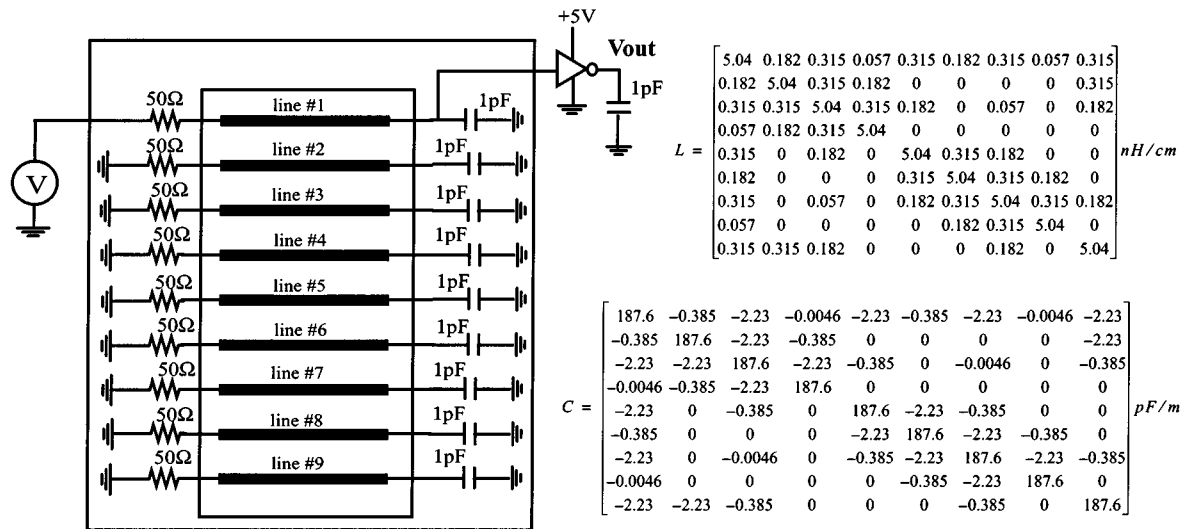 +5V
Vout
1pF
50Ω line #1 1pF
V
50Ω line #2 1pF
50Ω line #3 1pF
50Ω line #4 1pF
50Ω line #5 1pF
50Ω line #6 1pF
50Ω line #7 1pF
50Ω line #8 1pF
50Ω line #9 1pF
5.04 0.182 0.315 0.057 0.315 0.182 0.315 0.057 0.315
0.182 5.04 0.315 0.182 0 0 0 0 0.315
0.315 0.315 5.04 0.315 0.182 0 0.057 0 0.182
0.057 0.182 0.315 5.04 0 0 0 0 0
L = 0.315 0 0.182 0 5.04 0.315 0.182 0 0 nH/cm
0.182 0 0 0 0.315 5.04 0.315 0.182 0
0.315 0 0.057 0 0.182 0.315 5.04 0.315 0.182
0.057 0 0 0 0 0.182 0.315 5.04 0
0.315 0.315 0.182 0 0 0 0.182 0 5.04
187.6 −0.385 −2.23 −0.0046 −2.23 −0.385 −2.23 −0.0046 −2.23
−0.385 187.6 −2.23 −0.385 0 0 0 0 −2.23
−2.23 −2.23 187.6 −2.23 −0.385 0 −0.0046 0 −0.385
−0.0046 −0.385 −2.23 187.6 0 0 0 0 0
C = −2.23 0 −0.385 0 187.6 −2.23 −0.385 0 0 pF/m
−0.385 0 0 0 −2.23 187.6 −2.23 −0.385 0
−2.23 0 −0.0046 0 −0.385 −2.23 187.6 −2.23 −0.385
−0.0046 0 0 0 0 −0.385 −2.23 187.6 0
−2.23 −2.23 −0.385 0 0 0 −0.385 0 187.6